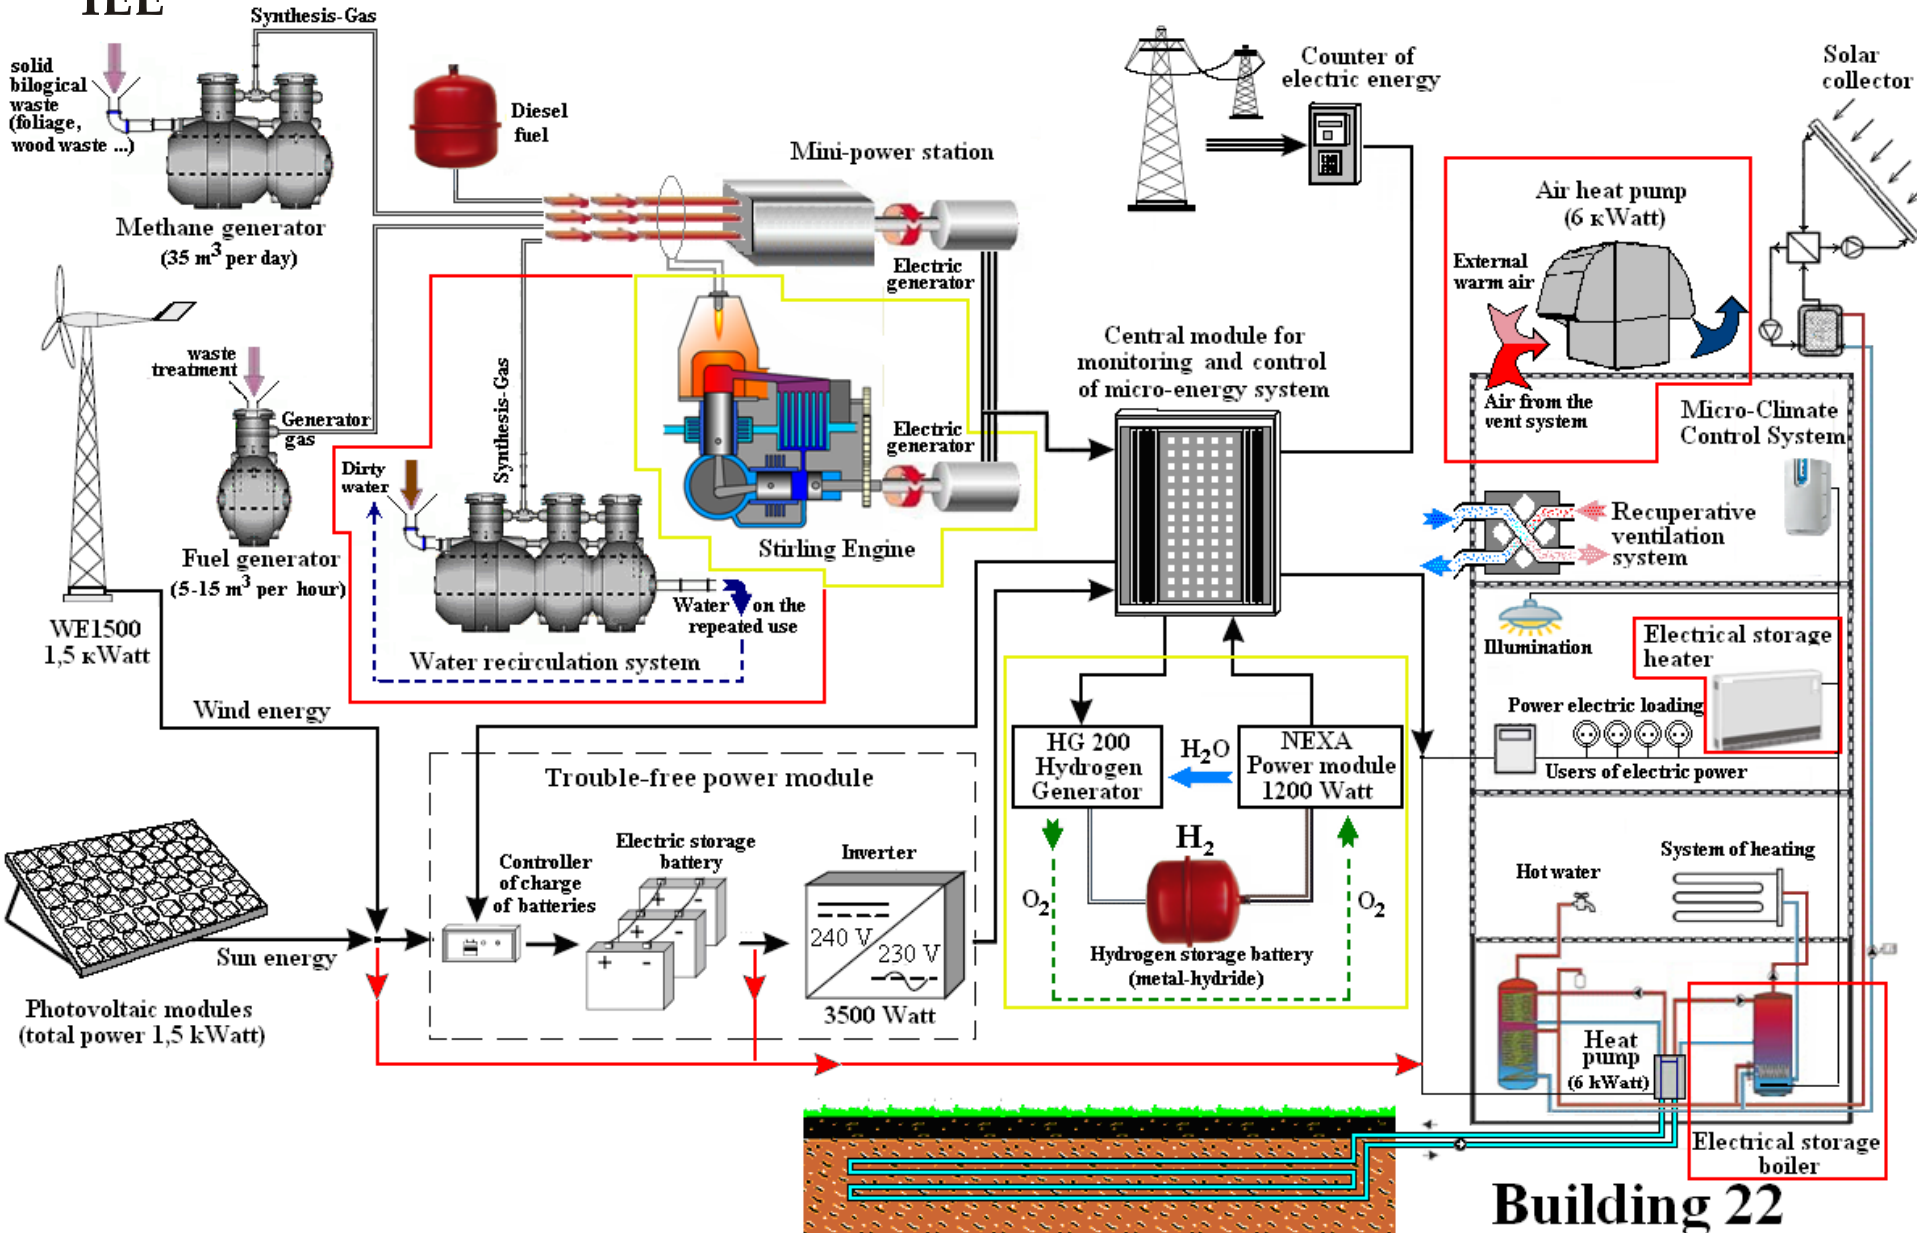 IEE
Synthesis-Gas
solid
bilogical
waste
(foliage,
wood waste ...)
Methane generator
(35 m³ per day)
Diesel
fuel
Mini-power station
Electric
generator
Counter of
electric energy
Solar
collector
Air heat pump
(6 кWatt)
External
warm air
Air from the
vent system
Micro-Climate
Control System
Recuperative
ventilation
system
waste
treatment
Generator
gas
Fuel generator
(5-15 m³ per hour)
WE1500
1,5 кWatt
Wind energy
Synthesis-Gas
Dirty
water
Water on the
repeated use
Water recirculation system
Electric
generator
Stirling Engine
Central module for
monitoring and control
of micro-energy system
Illumination
Electrical storage
heater
Power electric loading
Users of electric power
HG 200
Hydrogen
Generator
H₂O
NEXA
Power module
1200 Watt
H₂
O₂
O₂
Hydrogen storage battery
(metal-hydride)
Trouble-free power module
Controller
of charge
of batteries
Electric storage
battery
+ -
+ -
+ -
Inverter
240 V
230 V
3500 Watt
Sun energy
Photovoltaic modules
(total power 1,5 kWatt)
Hot water
System of heating
Heat
pump
(6 kWatt)
Electrical storage
boiler
Building 22